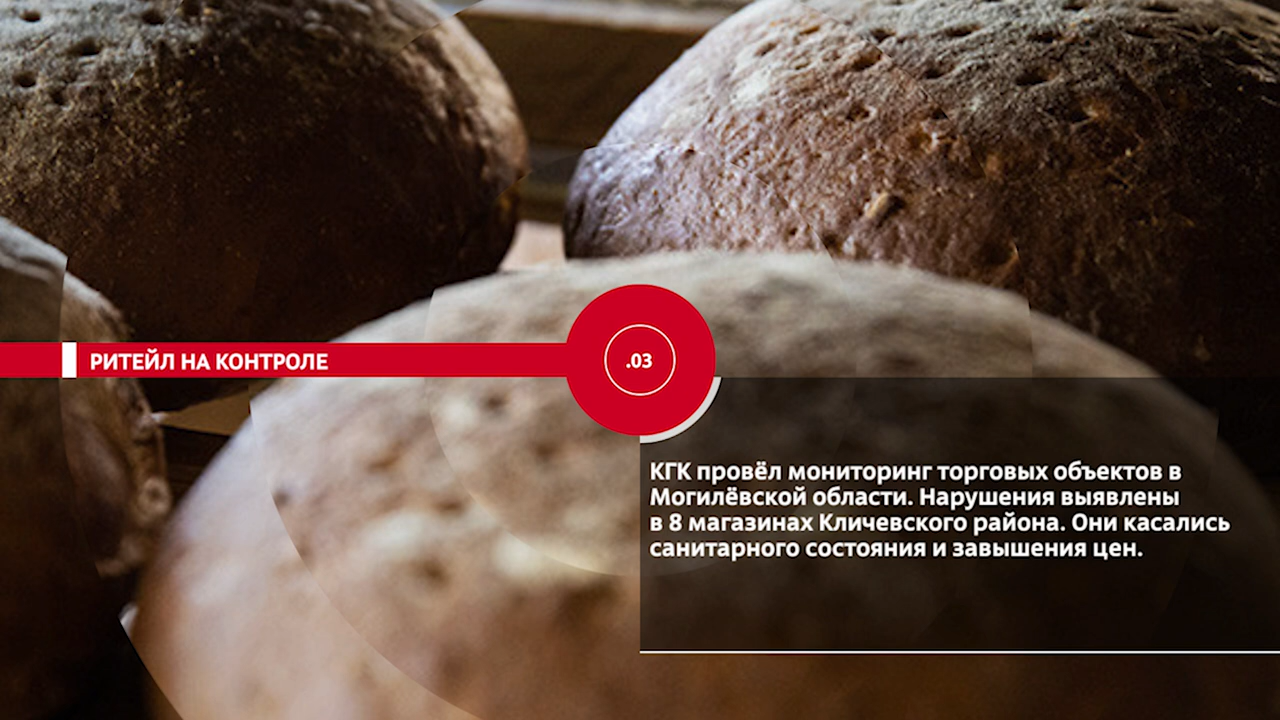 РИТЕЙЛ НА КОНТРОЛЕ
.03
КГК провёл мониторинг торговых объектов в
Могилёвской области. Нарушения выявлены
в 8 магазинах Кличевского района. Они касались
санитарного состояния и завышения цен.